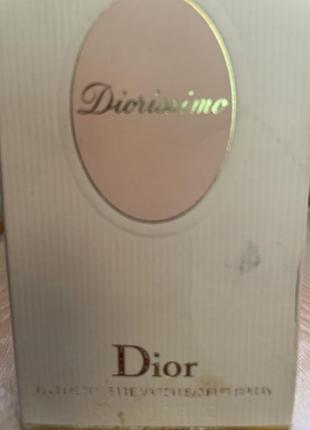 Diorissimo
Dior
EAU DE TOILETTE VAPORISATEUR SPRAY